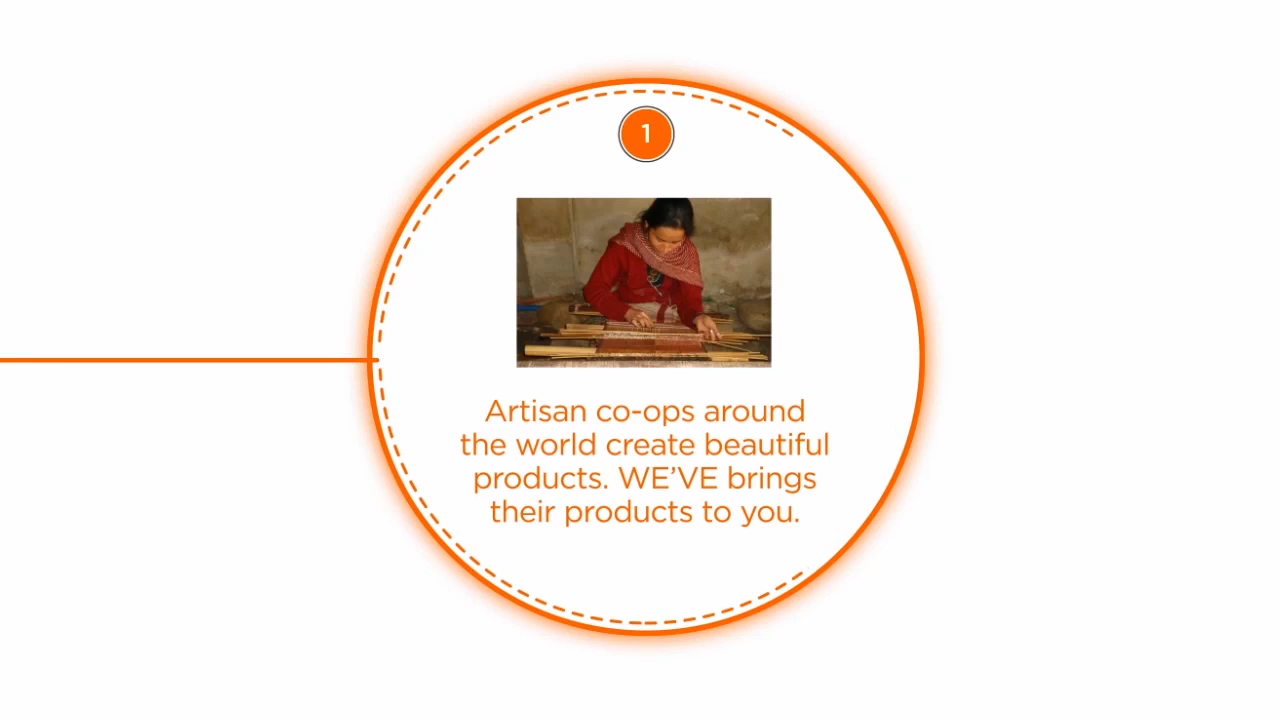 1
Artisan co-ops around
the world create beautiful
products. WE’VE brings
their products to you.